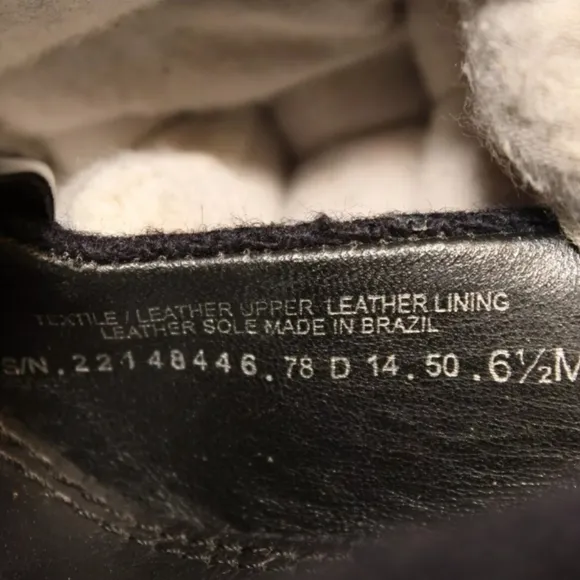 TEXTILE / LEATHER UPPER LEATHER LINING
LEATHER SOLE MADE IN BRAZIL
S/N.22148446.78 D 14.50.6½M